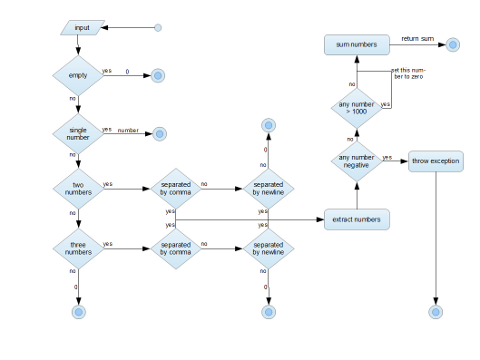 input
return sum
sum numbers
set this num-
ber to zero
empty
yes
0
no
any number
> 1000
yes
no
single
number
yes
number
no
0
no
any number
negative
yes
throw exception
no
two
numbers
yes
separated
by comma
no
separated
by newline
no
yes
yes
extract numbers
yes
yes
three
numbers
yes
separated
by comma
no
separated
by newline
no
no
0
0